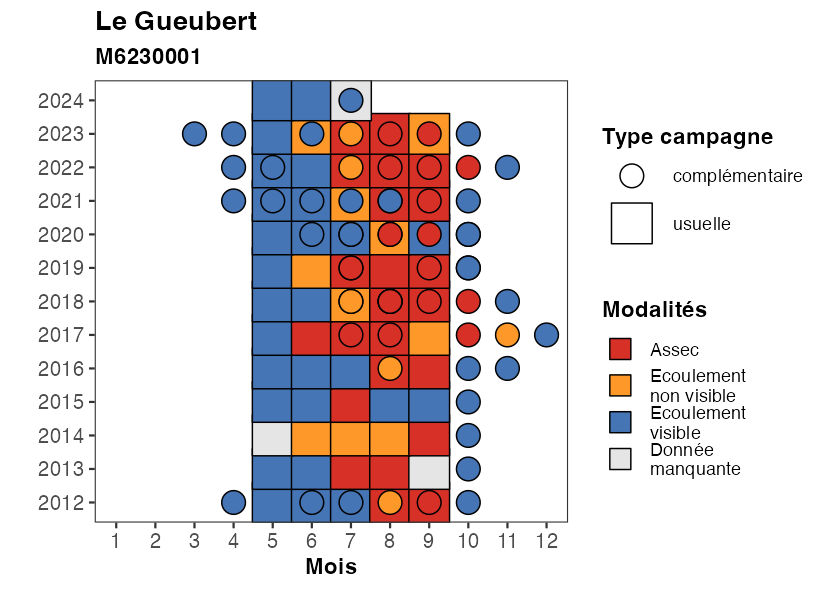 Le Gueubert
M6230001
2024
2023
2022
2021
2020
2019
2018
2017
2016
2015
2014
2013
2012
1 2 3 4 5 6 7 8 9 10 11 12
Mois
Type campagne
complémentaire
usuelle
Modalités
Assec
Ecoulement
non visible
Ecoulement
visible
Donnée
manquante